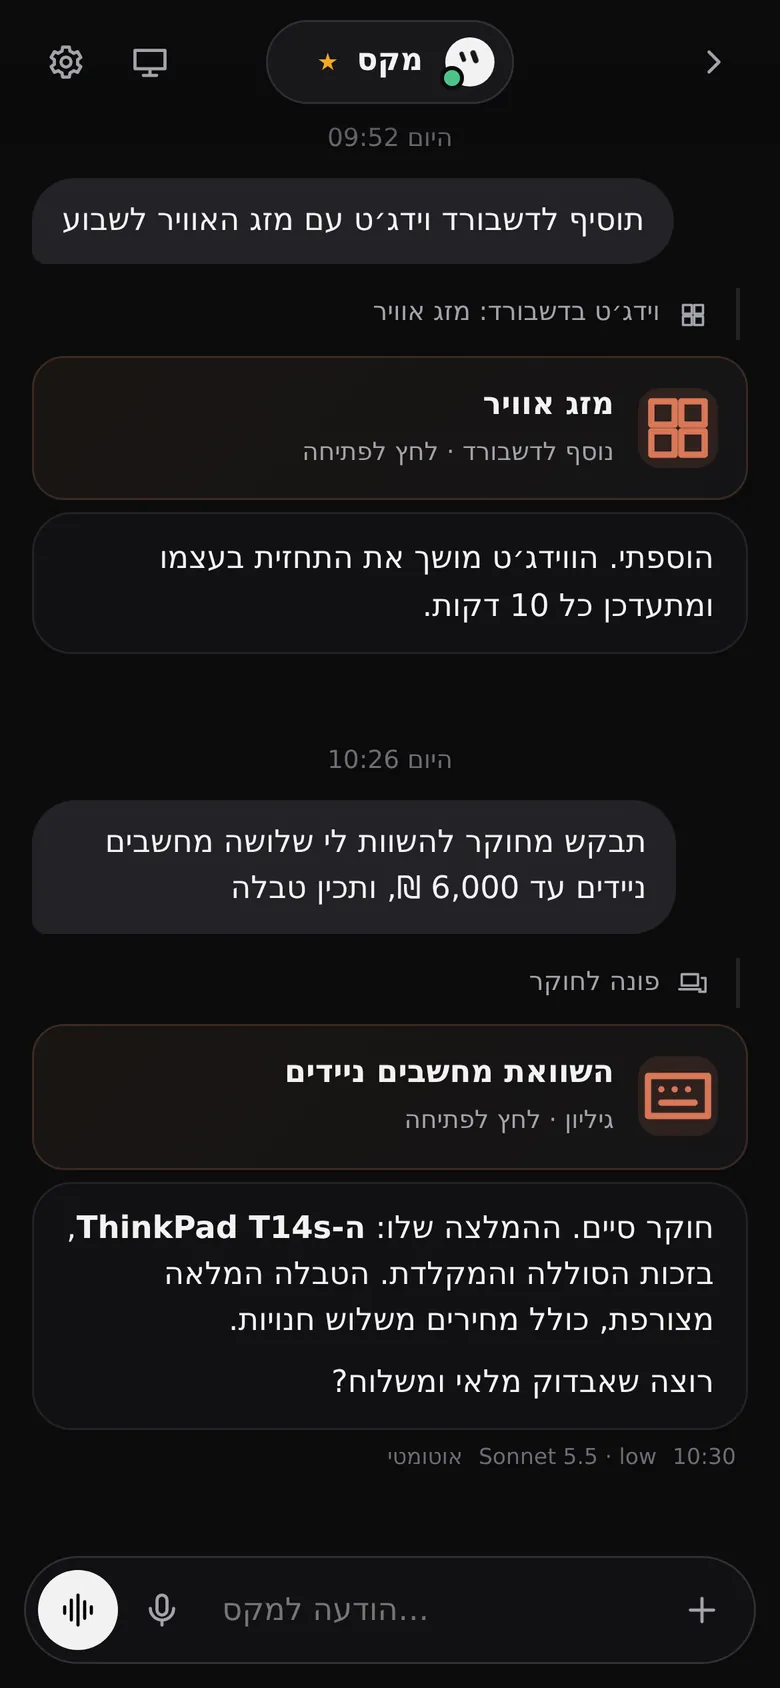 מקס
היום 09:52
תוסיף לדשבורד וידג׳ט עם מזג האוויר לשבוע
וידג׳ט בדשבורד: מזג אוויר
מזג אוויר
נוסף לדשבורד · לחץ לפתיחה
הוספתי. הווידג׳ט מושך את התחזית בעצמו
ומתעדכן כל 10 דקות.
היום 10:26
תבקש מחוקר להשוות לי שלושה מחשבים
ניידים עד 6,000 ₪, ותכין טבלה
פונה לחוקר
השוואת מחשבים ניידים
גיליון · לחץ לפתיחה
חוקר סיים. ההמלצה שלו: ה-ThinkPad T14s,
בזכות הסוללה והמקלדת. הטבלה המלאה
מצורפת, כולל מחירים משלוש חנויות.
רוצה שאבדוק מלאי ומשלוח?
10:30 Sonnet 5.5 · low אוטומטי
הודעה למקס...